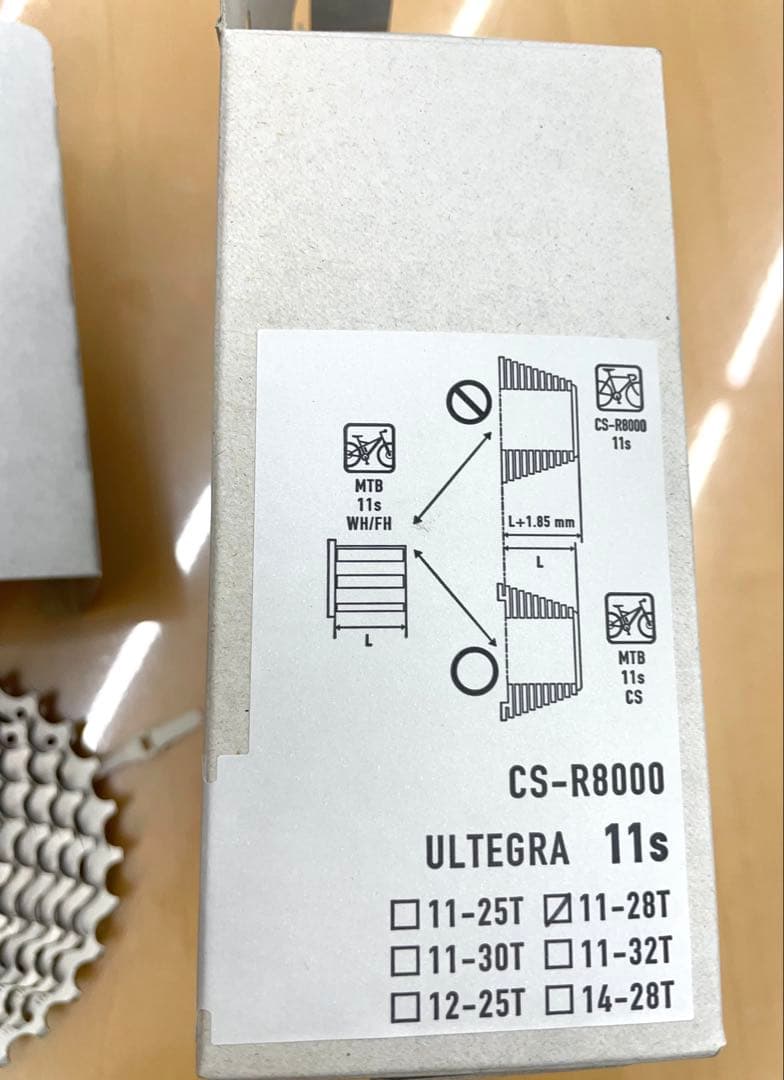 CS-R8000
11s
MTB
11s
WH/FH
L+1.85 mm
L
L
MTB
11s
CS
CS-R8000
ULTEGRA 11s
11-25T 11-28T
11-30T 11-32T
12-25T 14-28T